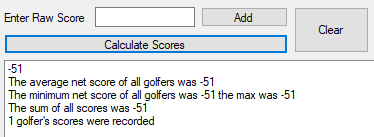 Enter Raw Score Add
Clear
Calculate Scores
-51
The average net score of all golfers was -51
The minimum net score of all golfers was -51 the max was -51
The sum of all scores was -51
1 golfer's scores were recorded